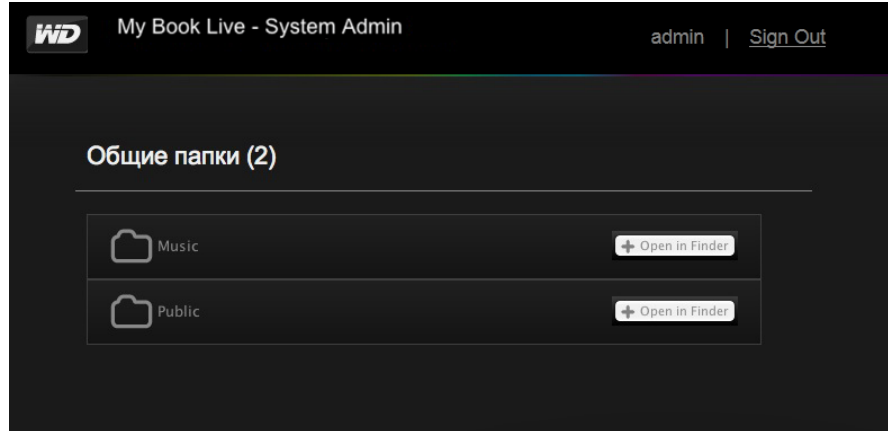 WD
My Book Live - System Admin
admin | Sign Out
Общие папки (2)
Music
Open in Finder
Public
Open in Finder